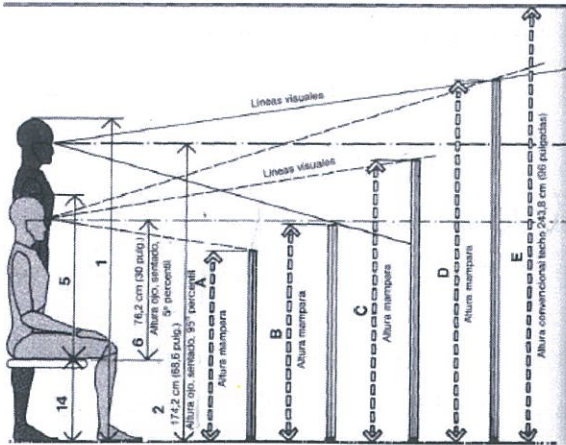 Líneas visuales
Líneas visuales
1
5
14
6
76,2 cm (30 pulg.)
Altura ojo, sentado,
5º percentil
2
174,2 cm (68,6 pulg.)
Altura ojo, sentado, 95º percentil
A
Altura mampara
B
Altura mampara
C
Altura mampara
D
Altura mampara
E
Altura convencional techo 243,8 cm (96 pulgadas)